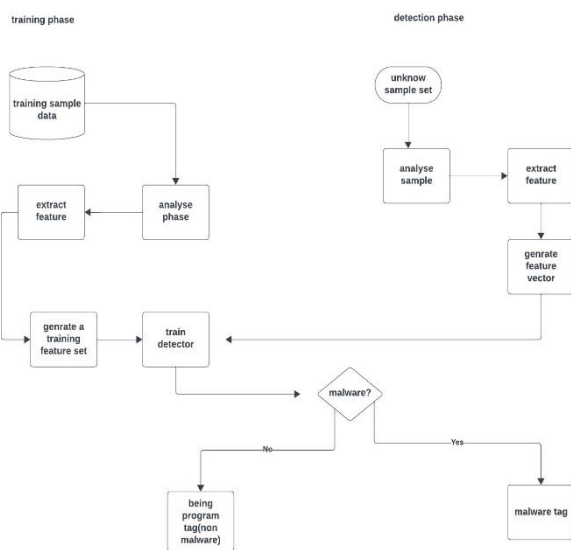 training phase
detection phase
training sample
data
unknow
sample set
analyse
sample
extract
feature
extract
feature
analyse
phase
genrate
feature
vector
genrate a
training
feature set
train
detector
malware?
No
Yes
being
program
tag(non
malware)
malware tag